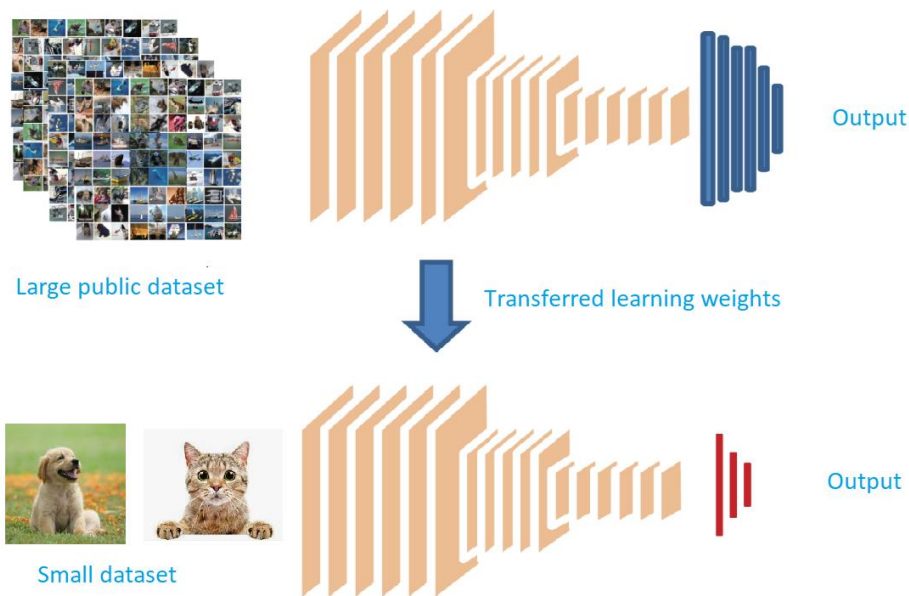 Output
Large public dataset
Transferred learning weights
Output
Small dataset